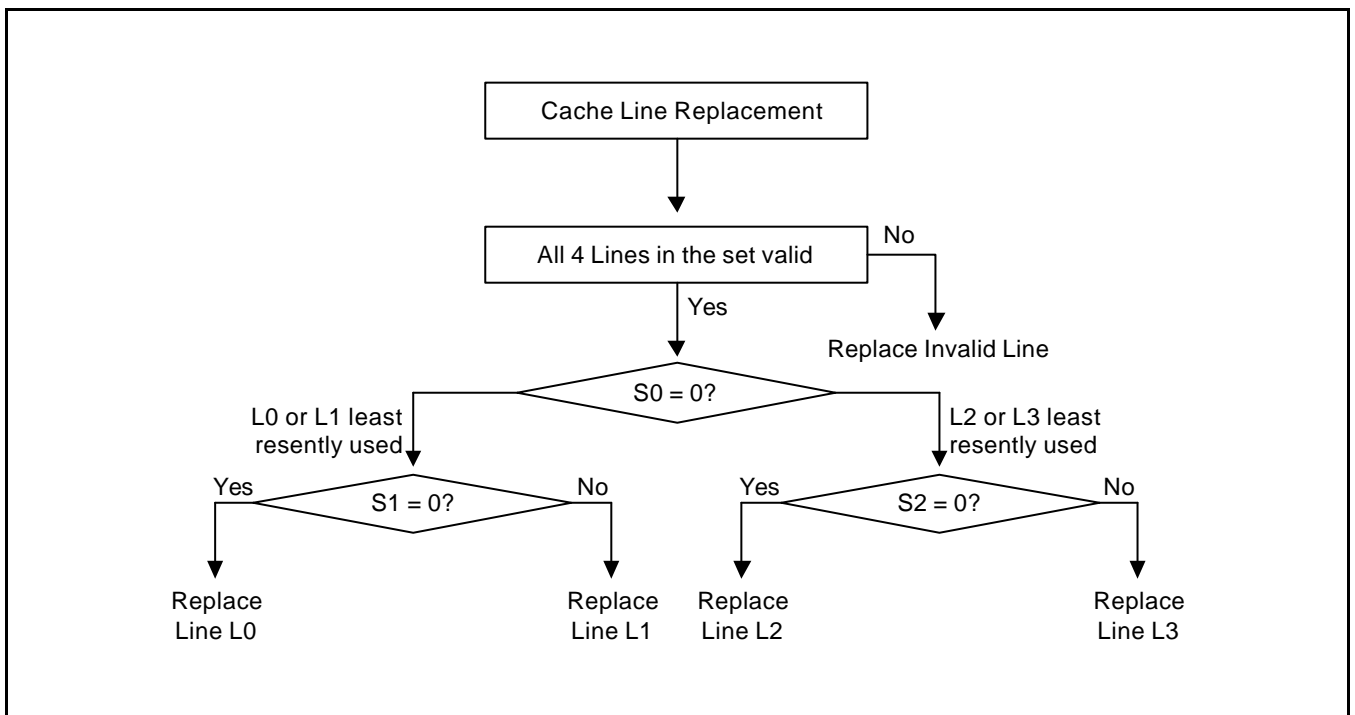 Cache Line Replacement
All 4 Lines in the set valid
No
Yes
Replace Invalid Line
S0 = 0?
L0 or L1 least
resently used
L2 or L3 least
resently used
Yes
S1 = 0?
No
Yes
S2 = 0?
No
Replace
Line L0
Replace
Line L1
Replace
Line L2
Replace
Line L3